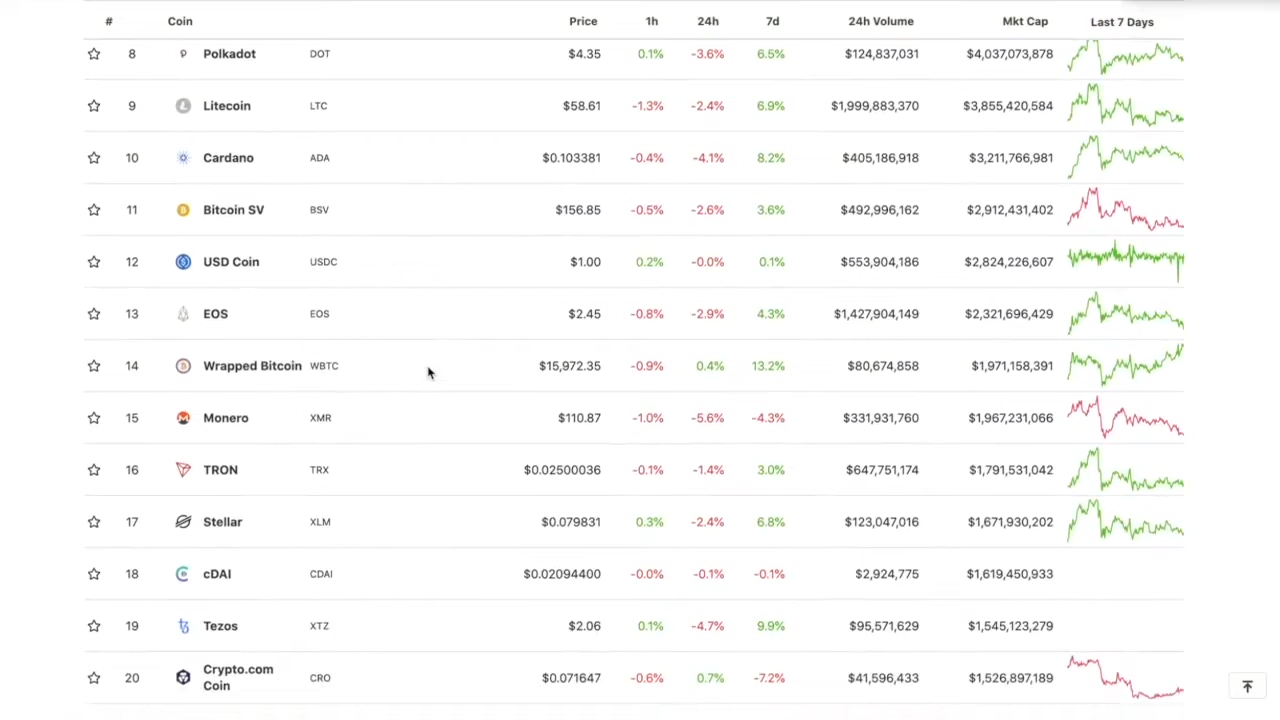 # Coin Price 1h 24h 7d 24h Volume Mkt Cap Last 7 Days
8 Polkadot DOT $4.35 0.1% -3.6% 6.5% $124,837,031 $4,037,073,878
9 Litecoin LTC $58.61 -1.3% -2.4% 6.9% $1,999,883,370 $3,855,420,584
10 Cardano ADA $0.103381 -0.4% -4.1% 8.2% $405,186,918 $3,211,766,981
11 Bitcoin SV BSV $156.85 -0.5% -2.6% 3.6% $492,996,162 $2,912,431,402
12 USD Coin USDC $1.00 0.2% -0.0% 0.1% $553,904,186 $2,824,226,607
13 EOS EOS $2.45 -0.8% -2.9% 4.3% $1,427,904,149 $2,321,696,429
14 Wrapped Bitcoin WBTC $15,972.35 -0.9% 0.4% 13.2% $80,674,858 $1,971,158,391
15 Monero XMR $110.87 -1.0% -5.6% -4.3% $331,931,760 $1,967,231,066
16 TRON TRX $0.02500036 -0.1% -1.4% 3.0% $647,751,174 $1,791,531,042
17 Stellar XLM $0.079831 0.3% -2.4% 6.8% $123,047,016 $1,671,930,202
18 cDAI CDAI $0.02094400 -0.0% -0.1% -0.1% $2,924,775 $1,619,450,933
19 Tezos XTZ $2.06 0.1% -4.7% 9.9% $95,571,629 $1,545,123,279
20 Crypto.com
Coin CRO $0.071647 -0.6% 0.7% -7.2% $41,596,433 $1,526,897,189